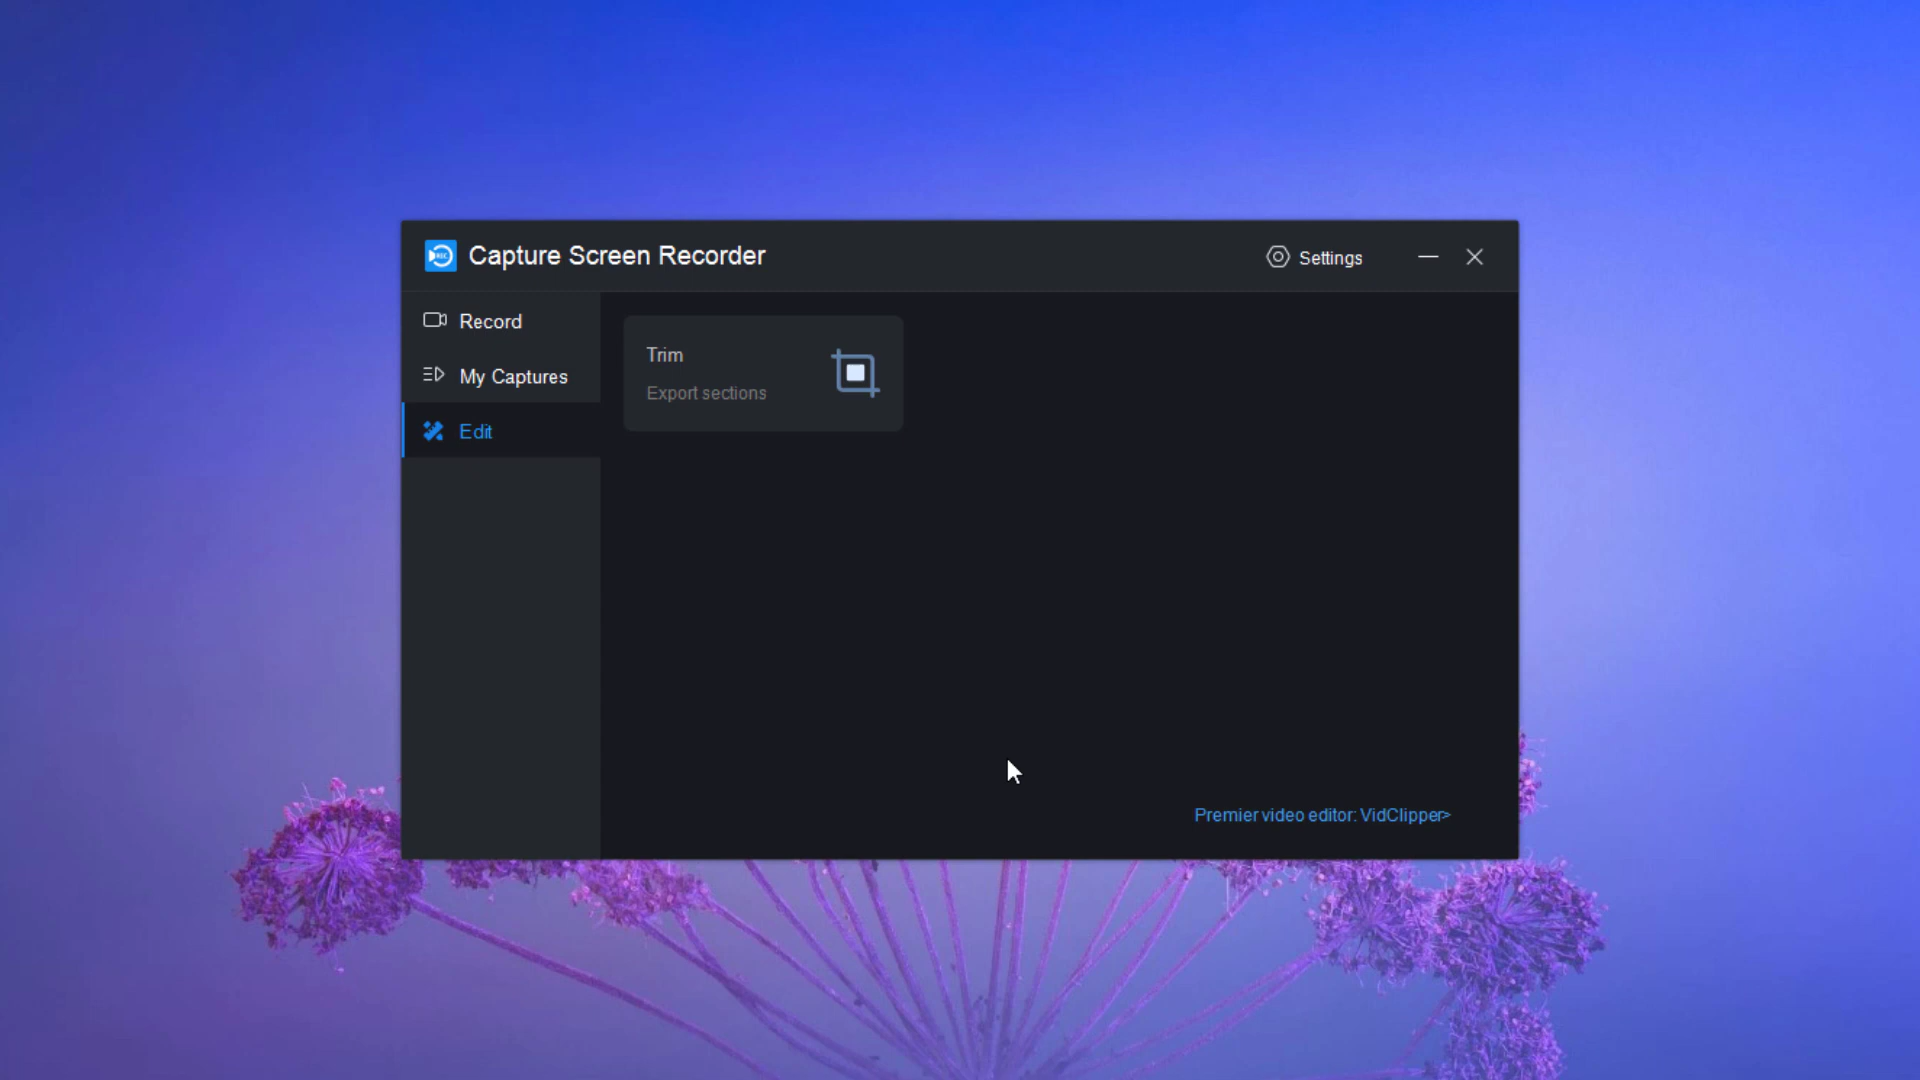 Capture Screen Recorder
Settings
Record
My Captures
Edit
Trim
Export sections
Premier video editor: VidClipper>